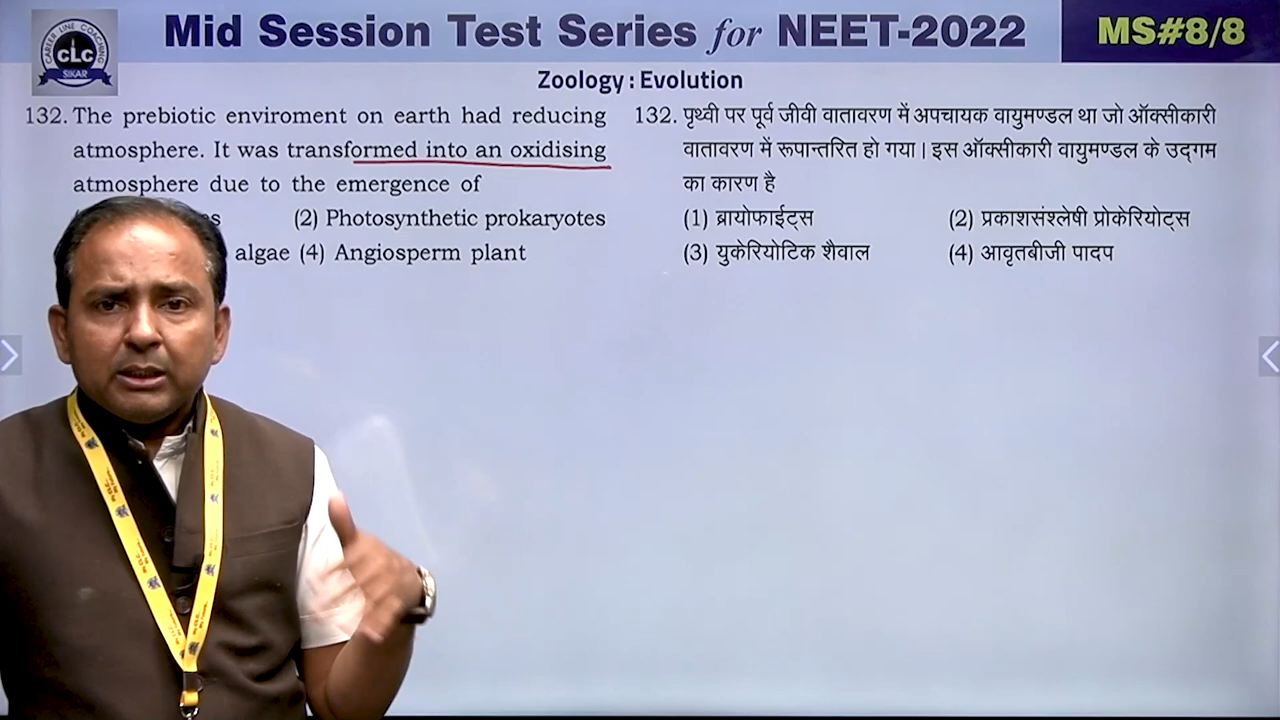 CAREER LINE COACHING
CLC
SIKAR
Mid Session Test Series for NEET-2022
MS#8/8
Zoology : Evolution
132. The prebiotic enviroment on earth had reducing
atmosphere. It was transformed into an oxidising
atmosphere due to the emergence of
(2) Photosynthetic prokaryotes
algae (4) Angiosperm plant
132. पृथ्वी पर पूर्व जीवी वातावरण में अपचायक वायुमण्डल था जो ऑक्सीकारी
वातावरण में रूपान्तरित हो गया। इस ऑक्सीकारी वायुमण्डल के उद्गम
का कारण है
(1) ब्रायोफाईट्स (2) प्रकाशसंश्लेषी प्रोकेरियोट्स
(3) युकेरियोटिक शैवाल (4) आवृतबीजी पादप